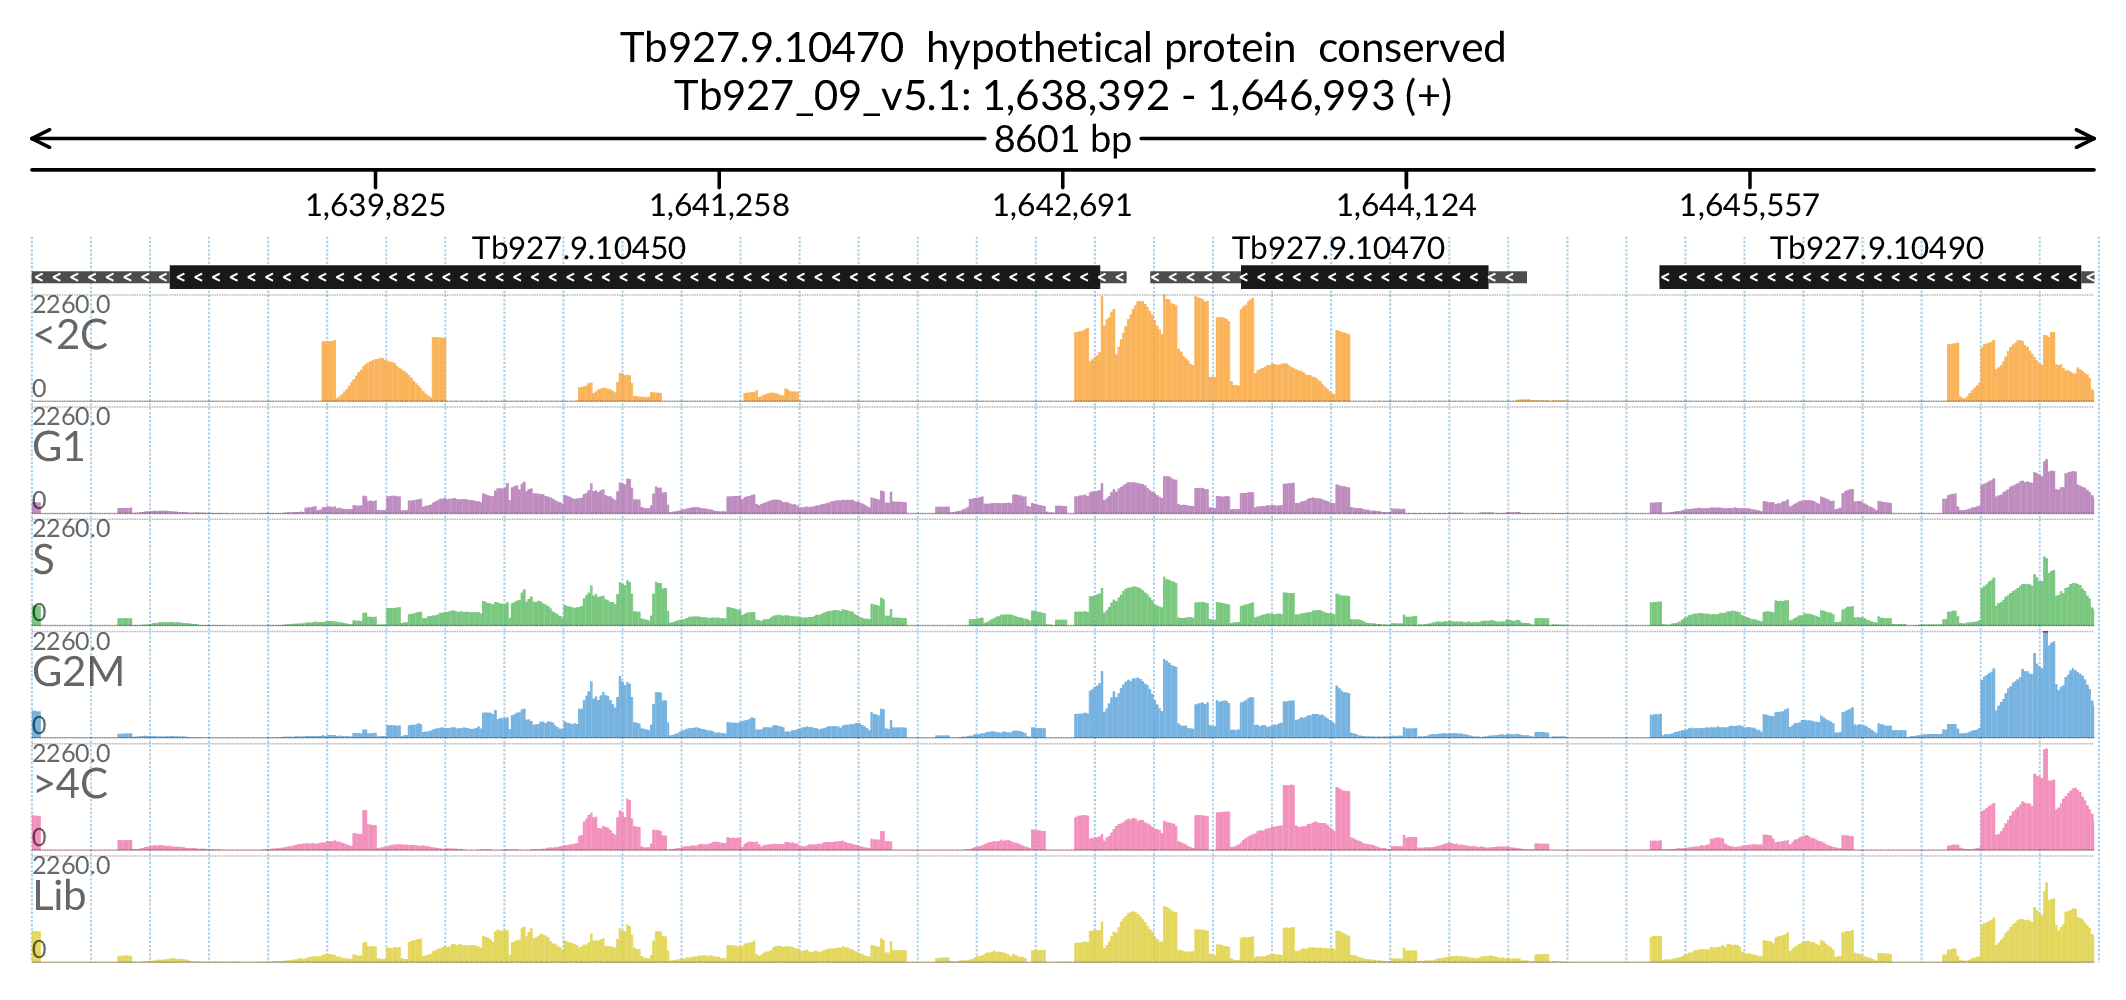 Tb927.9.10470  hypothetical protein  conserved
Tb927_09_v5.1: 1,638,392 - 1,646,993 (+)
8601 bp
1,639,825 1,641,258 1,642,691 1,644,124 1,645,557
Tb927.9.10450 Tb927.9.10470 Tb927.9.10490
2260.0
<2C
0
2260.0
G1
0
2260.0
S
0
2260.0
G2M
0
2260.0
>4C
0
2260.0
Lib
0